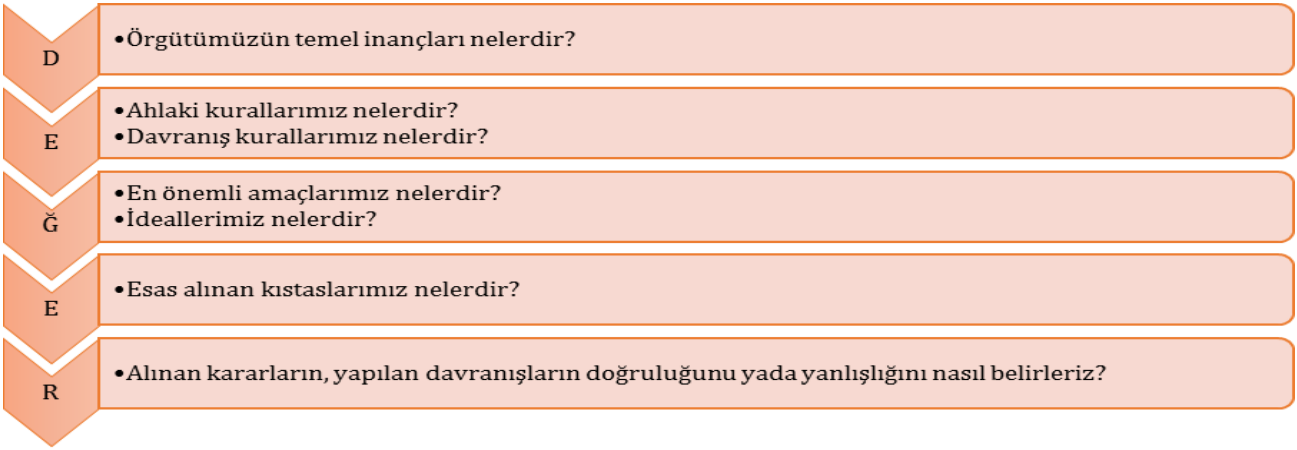 D
•Örgütümüzün temel inançları nelerdir?
E
•Ahlaki kurallarımız nelerdir?
•Davranış kurallarımız nelerdir?
Ğ
•En önemli amaçlarımız nelerdir?
•İdeallerimiz nelerdir?
E
•Esas alınan kıstaslarımız nelerdir?
R
•Alınan kararların, yapılan davranışların doğruluğunu yada yanlışlığını nasıl belirleriz?